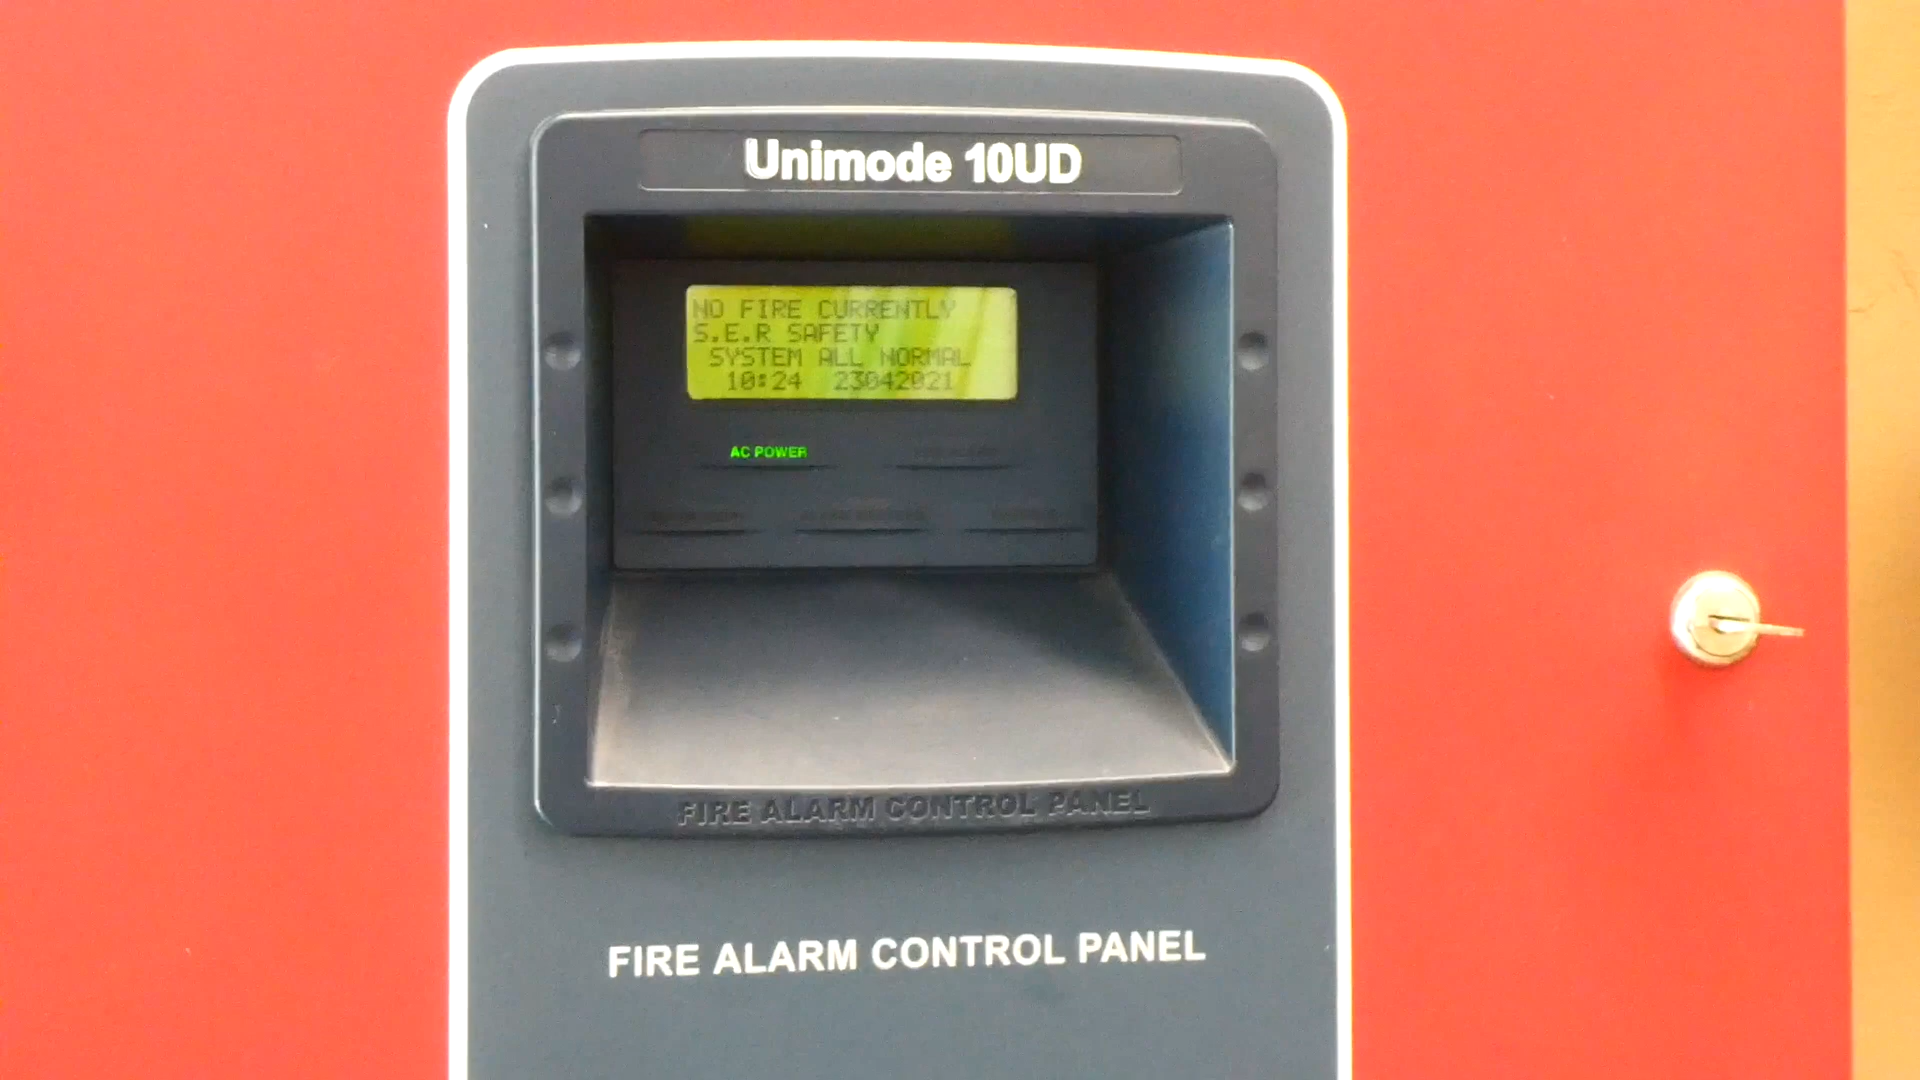 Unimode 10UD
NO FIRE CURRENTLY
S.E.R SAFETY
SYSTEM ALL NORMAL
10:24 23042021
AC POWER
FIRE ALARM CONTROL PANEL
FIRE ALARM CONTROL PANEL